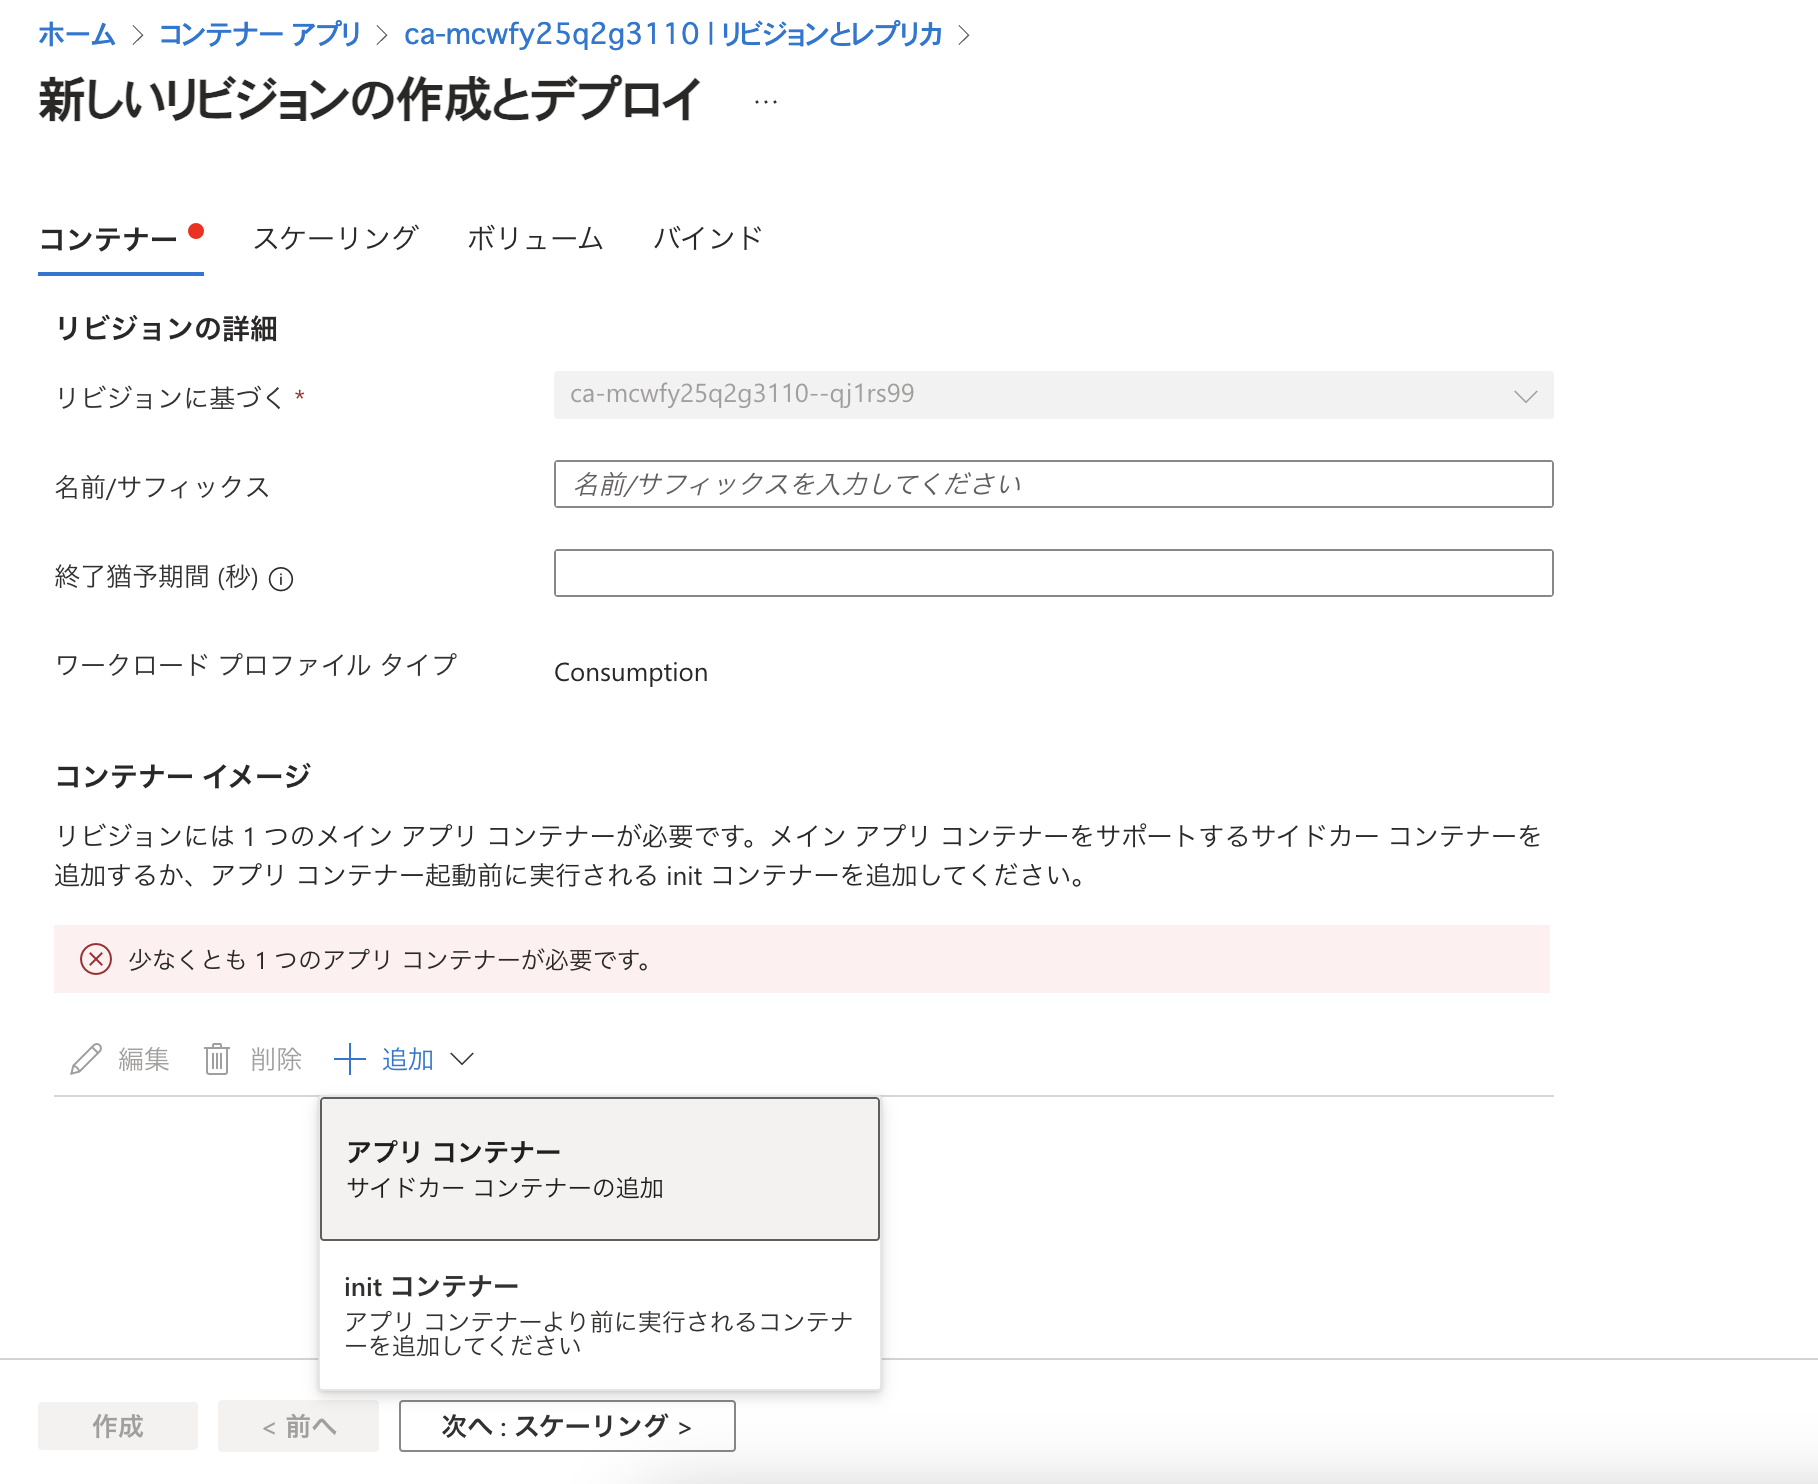 ホーム > コンテナー アプリ > ca-mcwfy25q2g3110 | リビジョンとレプリカ >
新しいリビジョンの作成とデプロイ ...
コンテナー スケーリング ボリューム バインド
リビジョンの詳細
リビジョンに基づく * ca-mcwfy25q2g3110--qj1rs99
名前/サフィックス 名前/サフィックスを入力してください
終了猶予期間 (秒)
ワークロード プロファイル タイプ Consumption
コンテナー イメージ
リビジョンには 1 つのメイン アプリ コンテナーが必要です。メイン アプリ コンテナーをサポートするサイドカー コンテナーを
追加するか、アプリ コンテナー起動前に実行される init コンテナーを追加してください。
少なくとも 1 つのアプリ コンテナーが必要です。
編集 削除 追加
アプリ コンテナー
サイドカー コンテナーの追加
init コンテナー
アプリ コンテナーより前に実行されるコンテナ
ーを追加してください
作成 < 前へ 次へ : スケーリング >